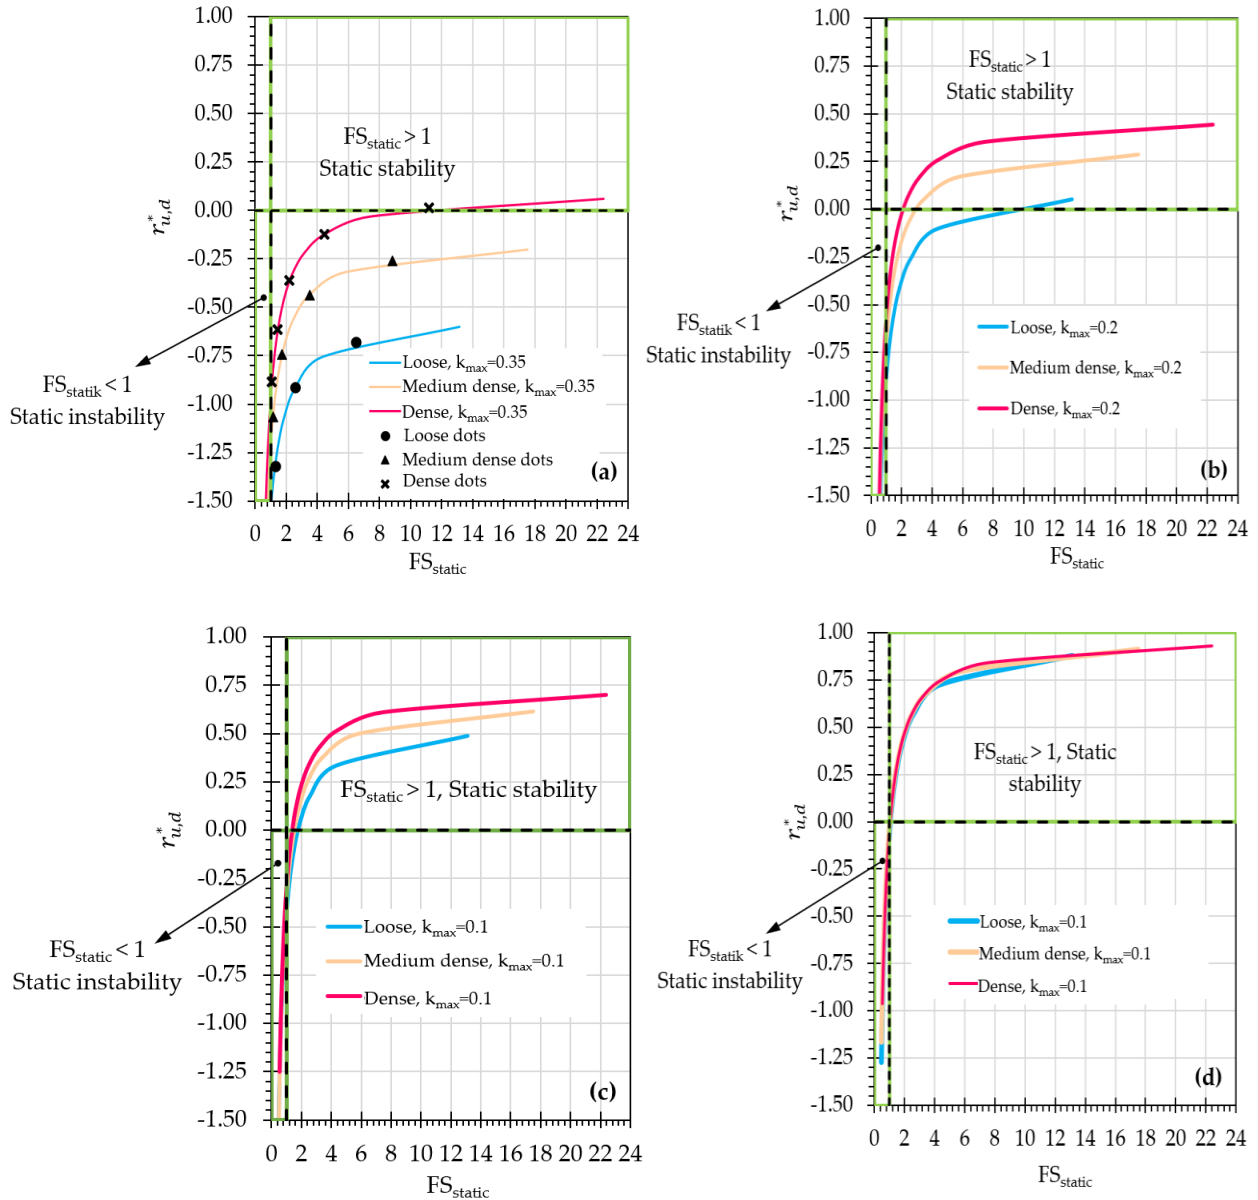 1.00
0.75
0.50
0.25
0.00
-0.25
-0.50
-0.75
-1.00
-1.25
-1.50
r*u,d
FSstatic > 1
Static stability
FSstatik < 1
Static instability
Loose, kmax=0.35
Medium dense, kmax=0.35
Dense, kmax=0.35
Loose dots
Medium dense dots
Dense dots
(a)
0 2 4 6 8 10 12 14 16 18 20 22 24
FSstatic
1.00
0.75
0.50
0.25
0.00
-0.25
-0.50
-0.75
-1.00
-1.25
-1.50
r*u,d
FSstatic > 1
Static stability
FSstatik < 1
Static instability
Loose, kmax=0.2
Medium dense, kmax=0.2
Dense, kmax=0.2
(b)
0 2 4 6 8 10 12 14 16 18 20 22 24
FSstatic
1.00
0.75
0.50
0.25
0.00
-0.25
-0.50
-0.75
-1.00
-1.25
-1.50
r*u,d
FSstatic > 1, Static stability
FSstatic < 1
Static instability
Loose, kmax=0.1
Medium dense, kmax=0.1
Dense, kmax=0.1
(c)
0 2 4 6 8 10 12 14 16 18 20 22 24
FSstatic
1.00
0.75
0.50
0.25
0.00
-0.25
-0.50
-0.75
-1.00
-1.25
-1.50
r*u,d
FSstatic > 1, Static
stability
FSstatik < 1
Static instability
Loose, kmax=0.1
Medium dense, kmax=0.1
Dense, kmax=0.1
(d)
0 2 4 6 8 10 12 14 16 18 20 22 24
FSstatic